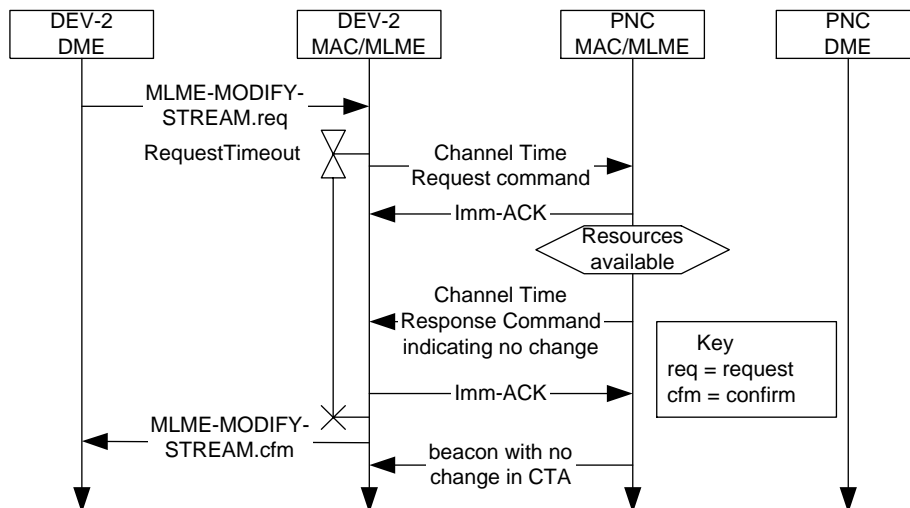 DEV-2
DME
DEV-2
MAC/MLME
PNC
MAC/MLME
PNC
DME
MLME-MODIFY-
STREAM.req
RequestTimeout
Channel Time
Request command
Imm-ACK
Resources
available
Channel Time
Response Command
indicating no change
Key
req = request
cfm = confirm
Imm-ACK
MLME-MODIFY-
STREAM.cfm
beacon with no
change in CTA